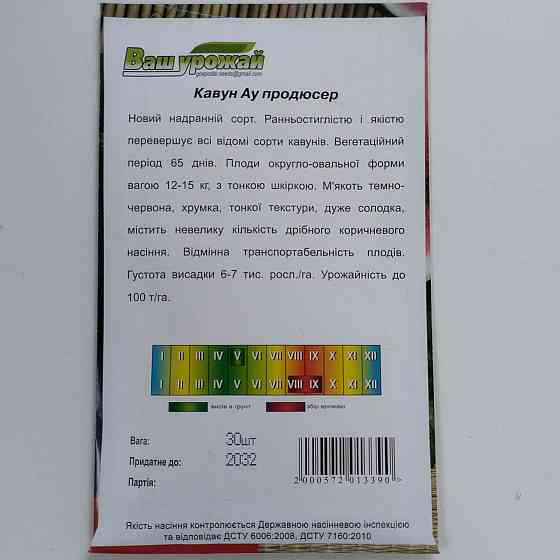 Ваш урожай
gospodar.seeds@gmail.com
Кавун Ау продюсер
Новий надранній сорт. Ранньостиглістю і якістю
перевершує всі відомі сорти кавунів. Вегетаційний
період 65 днів. Плоди округло-овальної форми
вагою 12-15 кг, з тонкою шкіркою. М'якоть темно-
червона, хрумка, тонкої текстури, дуже солодка,
містить невелику кількість дрібного коричневого
насіння. Відмінна транспортабельність плодів.
Густота висадки 6-7 тис. росл./га. Урожайність до
100 т/га.
I II III IV V VI VII VIII IX X XI XII
I II III IV V VI VII VIII IX X XI XII
висів в ґрунт збір врожаю
Вага: 30шт
Придатне до: 2032
Партія:
2000572013390>
Якість насіння контролюється Державною насіннєвою інспекцією
та відповідає ДСТУ 6006:2008, ДСТУ 7160:2010